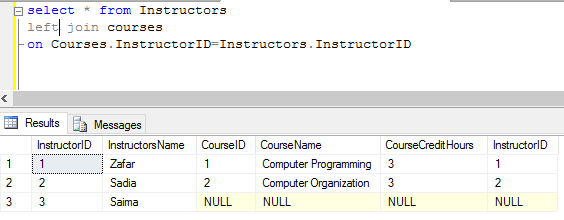 select * from Instructors
left join courses
on Courses.InstructorID=Instructors.InstructorID
Results Messages
InstructorID InstructorsName CourseID CourseName CourseCreditHours InstructorID
1 1 Zafar 1 Computer Programming 3 1
2 2 Sadia 2 Computer Organization 3 2
3 3 Saima NULL NULL NULL NULL